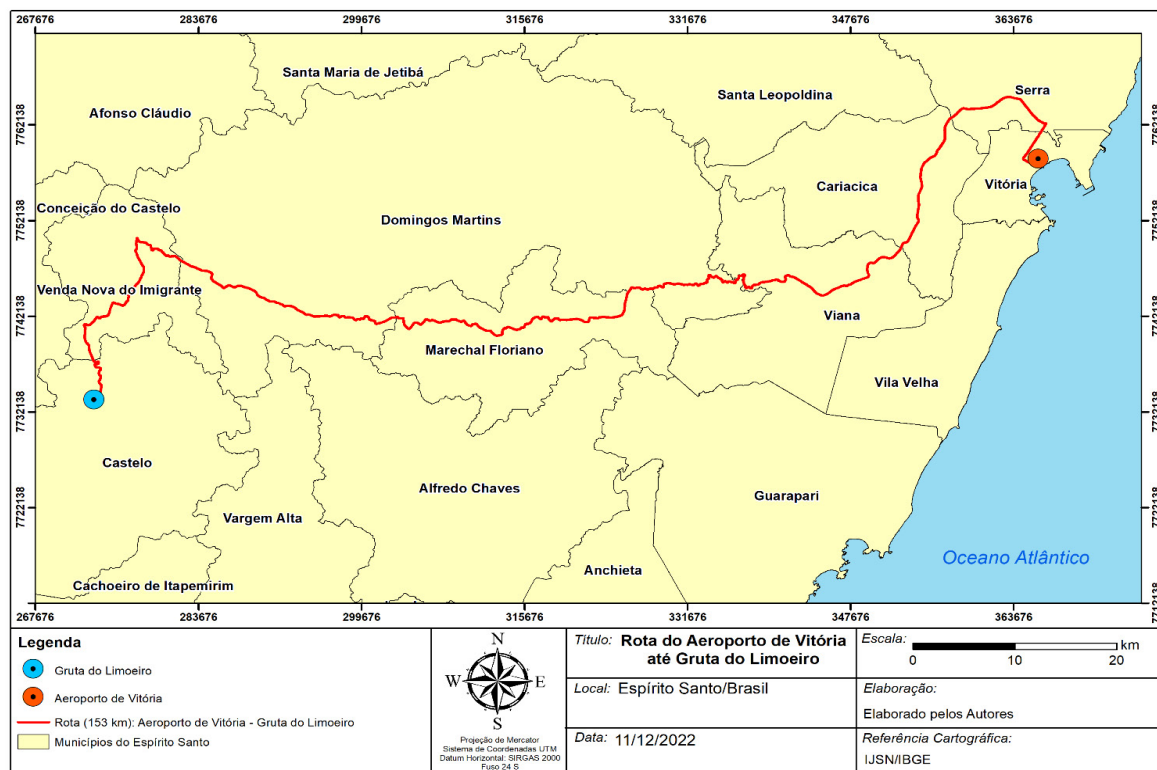 267676 283676 299676 315676 331676 347676 363676
7762138 7762138
7752138 7752138
7742138 7742138
7732138 7732138
7722138 7722138
7712138 7712138
Santa Maria de Jetibá
Santa Leopoldina
Serra
Afonso Cláudio
Cariacica
Vitória
Conceição do Castelo
Domingos Martins
Venda Nova do Imigrante
Viana
Marechal Floriano
Vila Velha
Castelo
Alfredo Chaves
Guarapari
Vargem Alta
Oceano Atlântico
Anchieta
Cachoeiro de Itapemirim
267676 283676 299676 315676 331676 347676 363676
Legenda
Gruta do Limoeiro
Aeroporto de Vitória
Rota (153 km): Aeroporto de Vitória - Gruta do Limoeiro
Municípios do Espírito Santo
N
W E
S
Projeção de Mercator
Sistema de Coordenadas UTM
Datum Horizontal: SIRGAS 2000
Fuso 24 S
Título: Rota do Aeroporto de Vitória
até Gruta do Limoeiro
Escala: km
0 10 20
Local: Espírito Santo/Brasil
Elaboração:
Elaborado pelos Autores
Data: 11/12/2022
Referência Cartográfica:
IJSN/IBGE